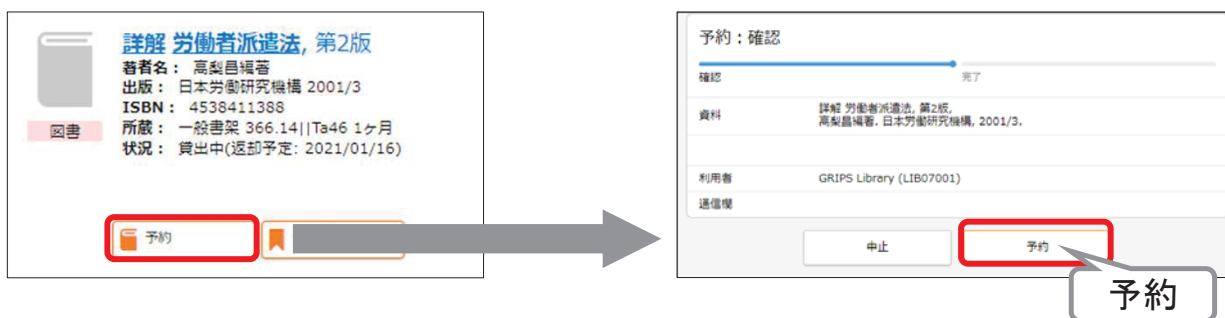 詳解 労働者派遣法, 第2版
著者名： 高梨昌編著
出版： 日本労働研究機構 2001/3
ISBN： 4538411388
図書
所蔵： 一般書架 366.14||Ta46 1ヶ月
状況： 貸出中(返却予定: 2021/01/16)
予約
予約：確認
確認
完了
資料
詳解 労働者派遣法, 第2版,
高梨昌編著. 日本労働研究機構, 2001/3.
利用者
GRIPS Library (LIB07001)
通信欄
中止
予約
予約